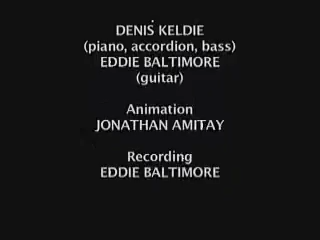 DENIS KELDIE
(piano, accordion, bass)
EDDIE BALTIMORE
(guitar)
Animation
JONATHAN AMITAY
Recording
EDDIE BALTIMORE